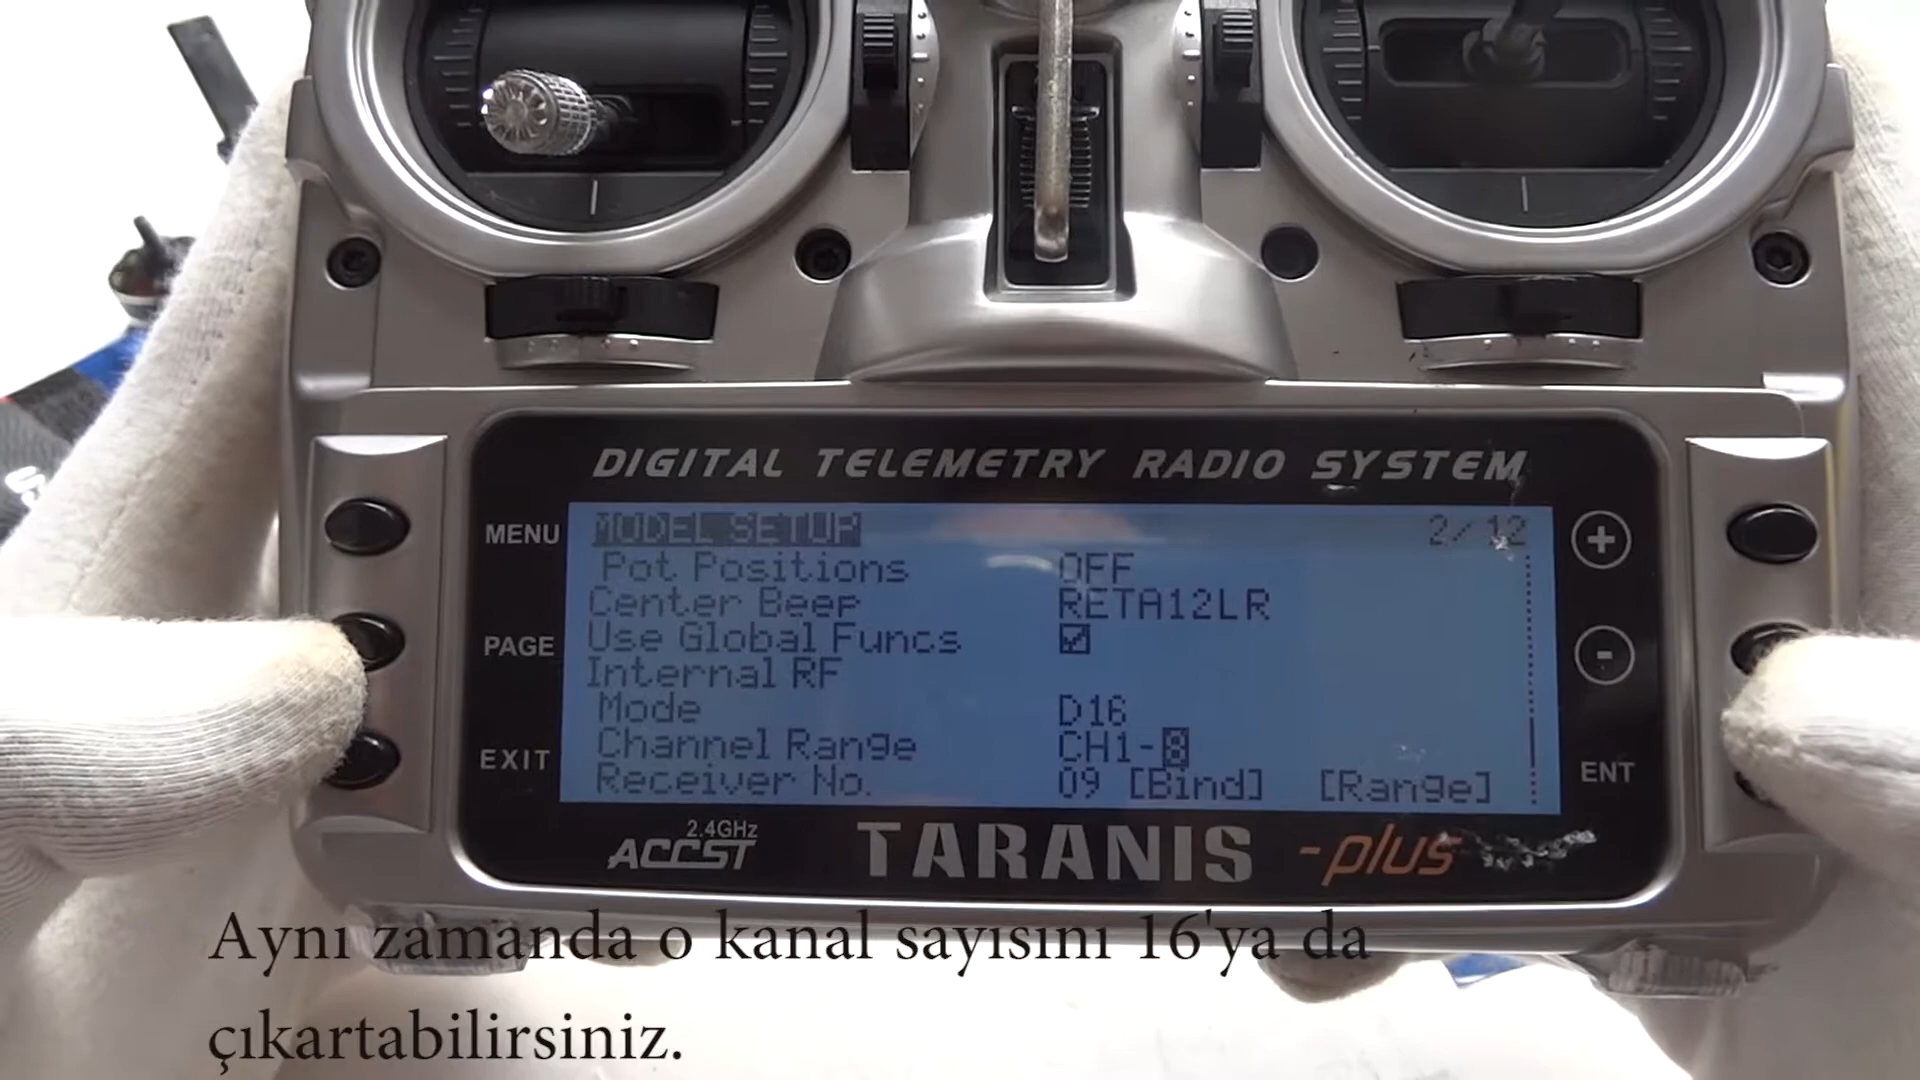 DIGITAL TELEMETRY RADIO SYSTEM
MENU
PAGE
EXIT
MODEL SETUP 2/12
Pot Positions OFF
Center Beep RETA12LR
Use Global Funcs
Internal RF
Mode D16
Channel Range CH1-8
Receiver No. 09 [Bind] [Range]
+
-
ENT
2.4GHz
ACCST TARANIS -plus
Aynı zamanda o kanal sayısını 16'ya da
çıkartabilirsiniz.